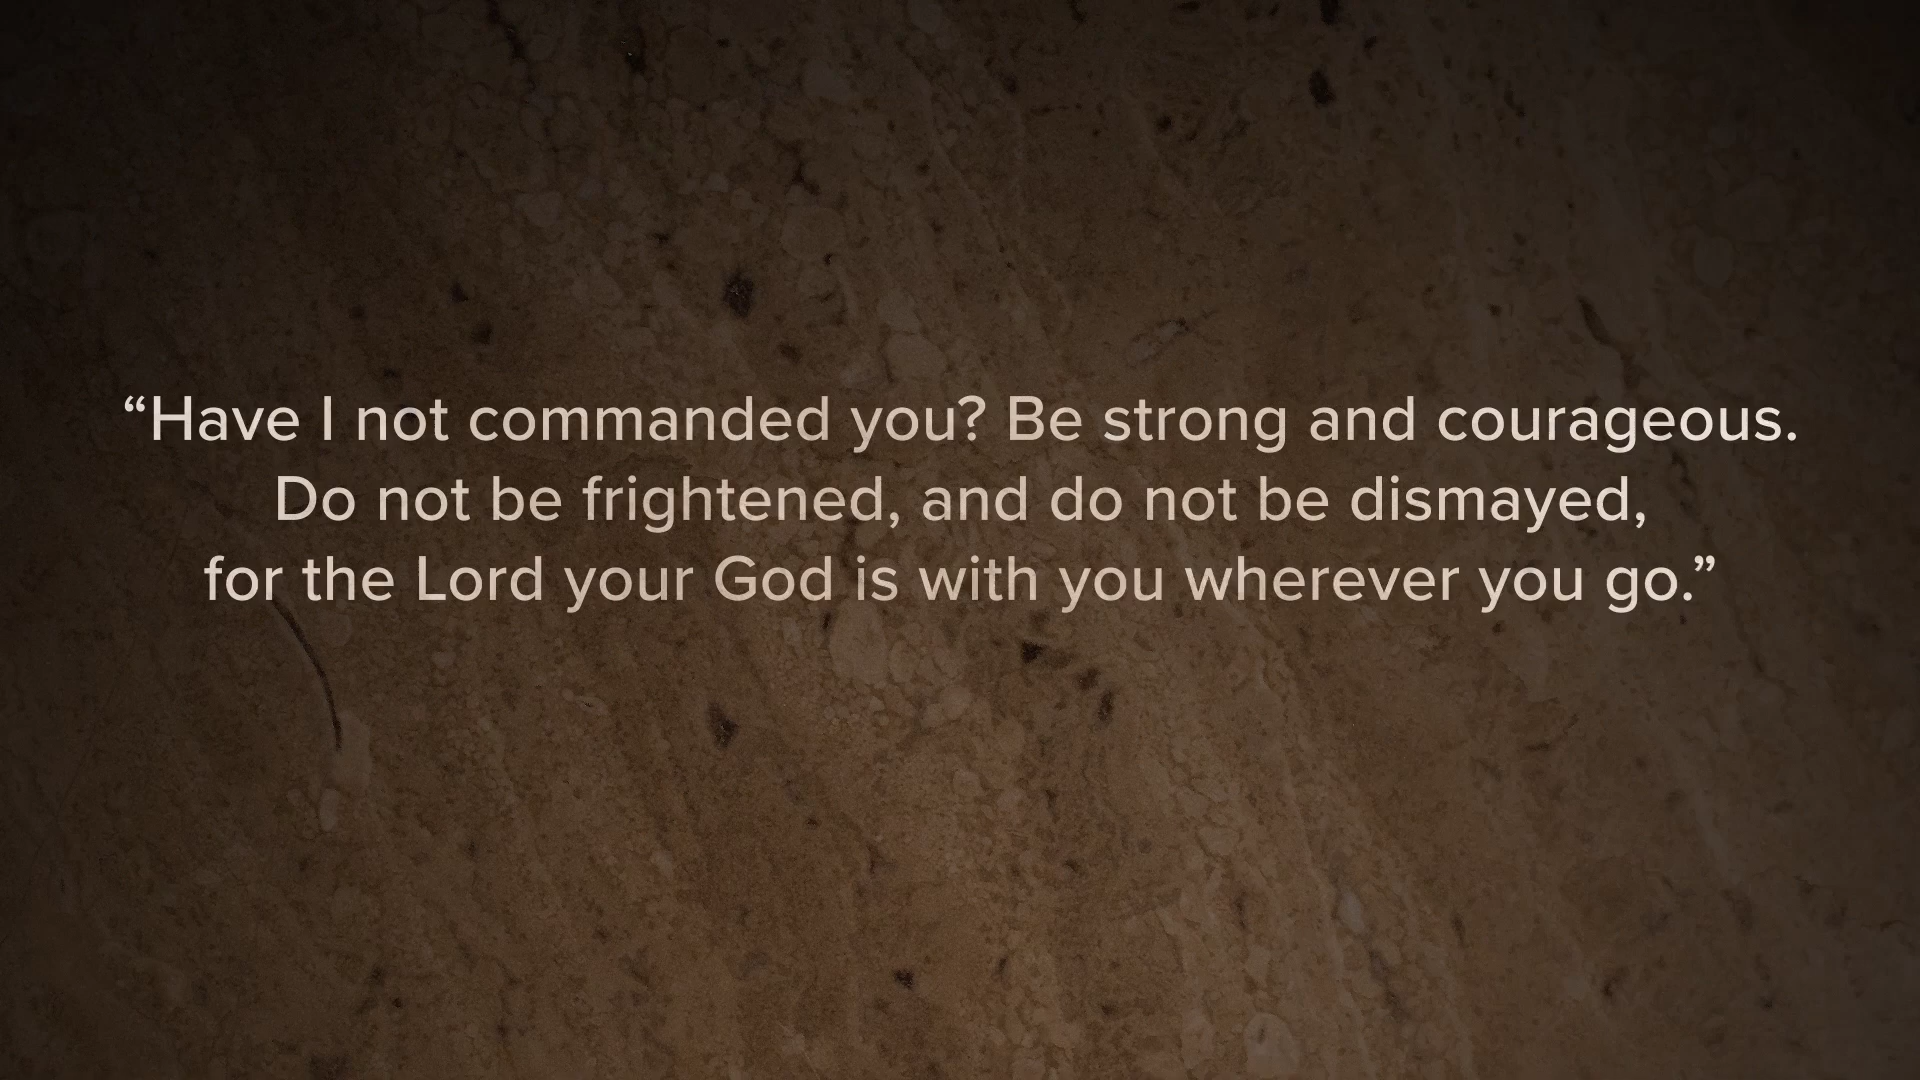 “Have I not commanded you? Be strong and courageous.
Do not be frightened, and do not be dismayed,
for the Lord your God is with you wherever you go.”